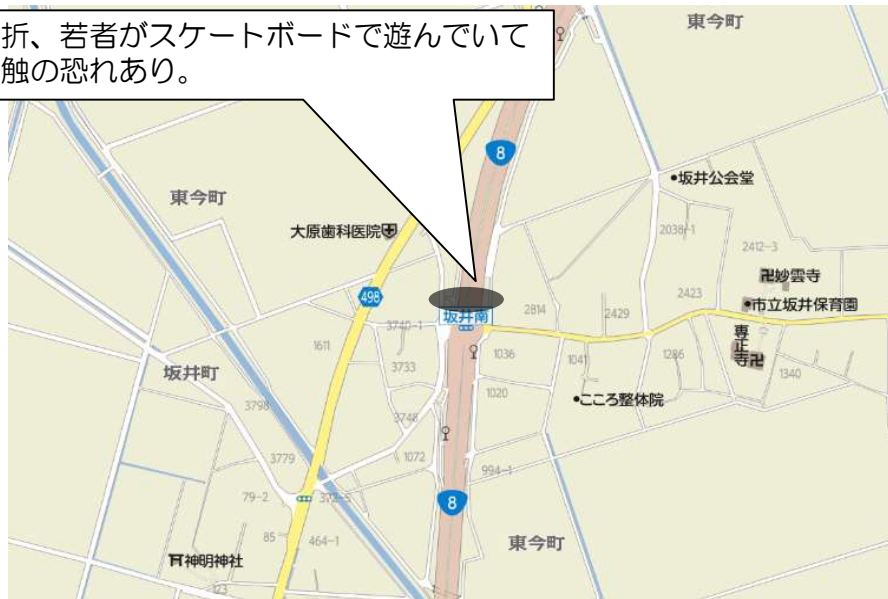 折、若者がスケートボードで遊んでいて
触の恐れあり。
東今町
8
坂井公会堂
東今町
大原歯科医院
2038-1
2412-3
卍妙雲寺
498
坂井南
2814
2429
2423
市立坂井保育園
3740-1
1611
1036
1041
1286
専正寺卍
3733
1340
坂井町
1020
こころ整体院
3798
3748
3779
1072
994-1
79-2
8
85
464-1
東今町
神明神社
123